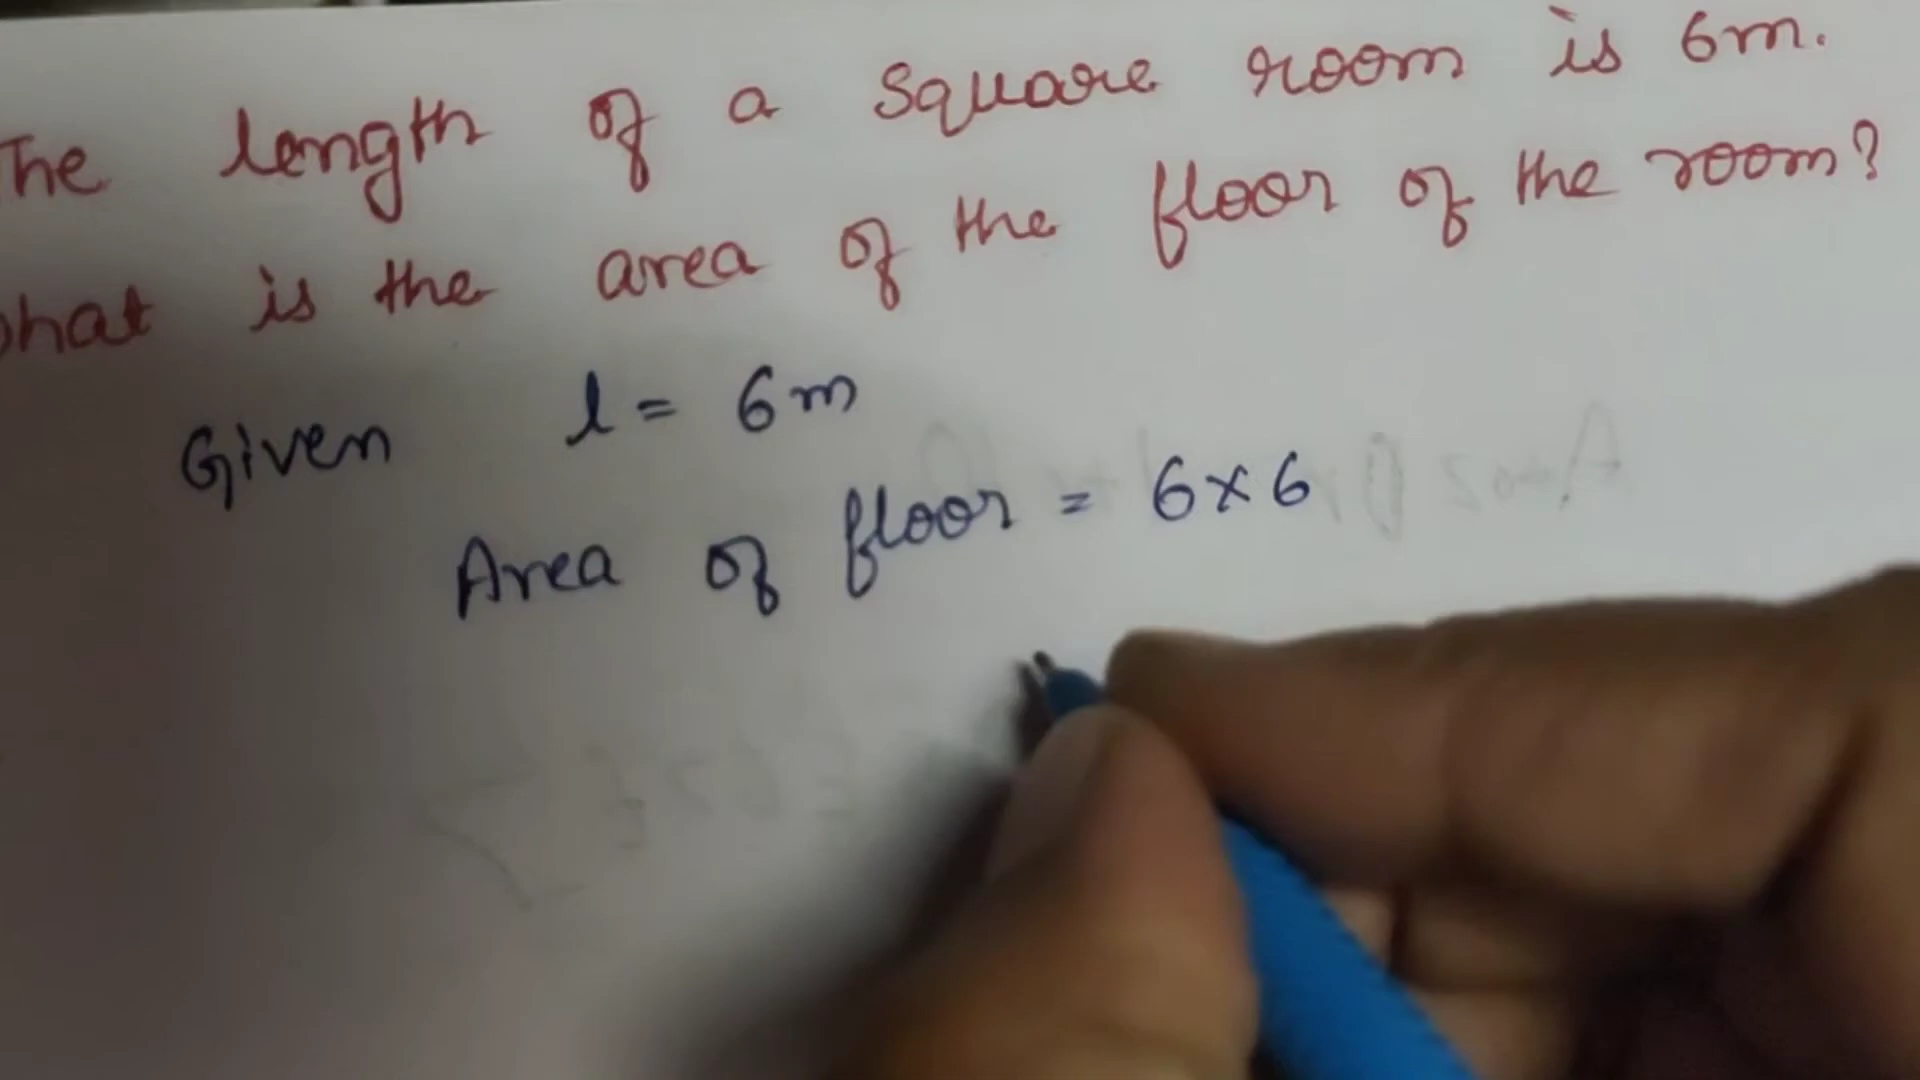 The length of a square room is 6m.
What is the area of the floor of the room?
Given l = 6m
Area of floor = 6×6